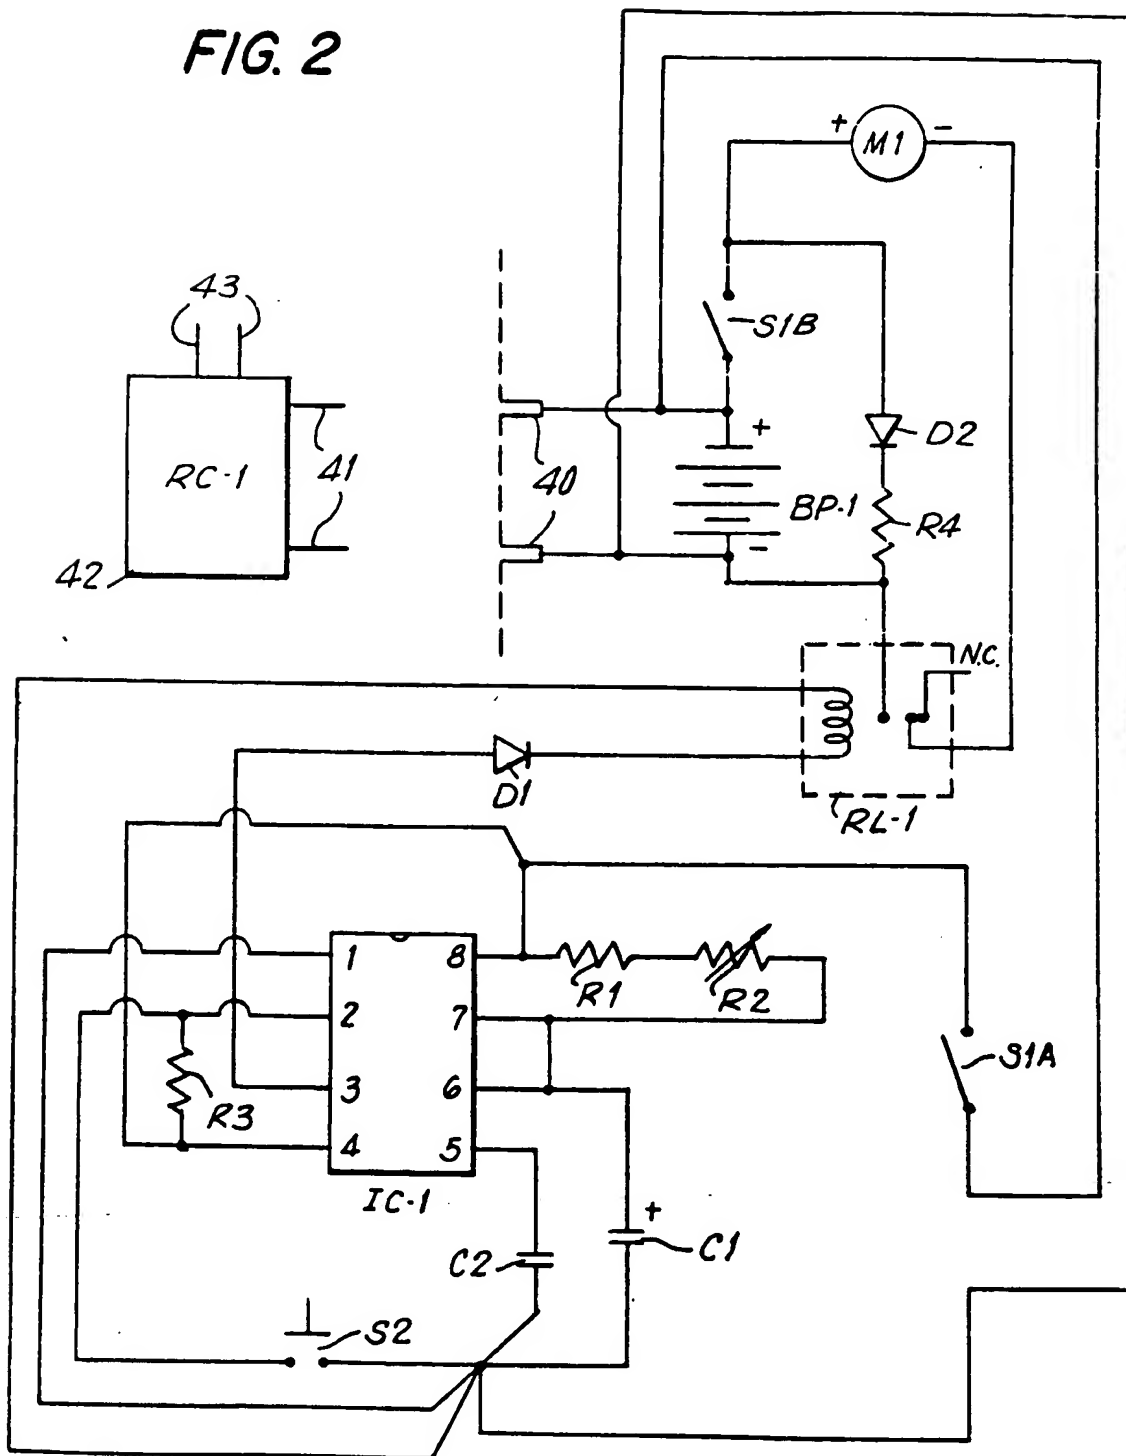 FIG. 2
+ M1 -
43
S1B
D2
RC-1
41
40
+
BP-1
R4
-
42
N.C.
D1
RL-1
1 8
R1 R2
2 7
S1A
3 6
R3
4 5
IC-1
+
C2 C1
S2